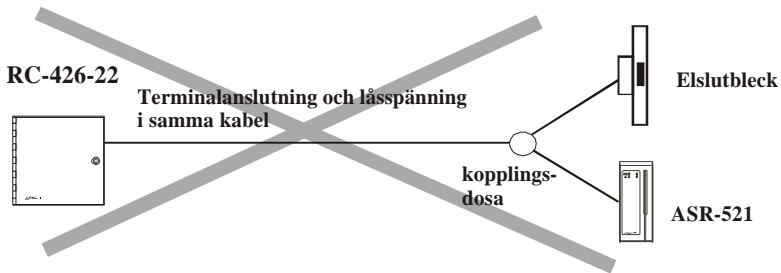 RC-426-22
Terminalanslutning och låsspänning
i samma kabel
Elslutbleck
kopplings-
dosa
ASR-521